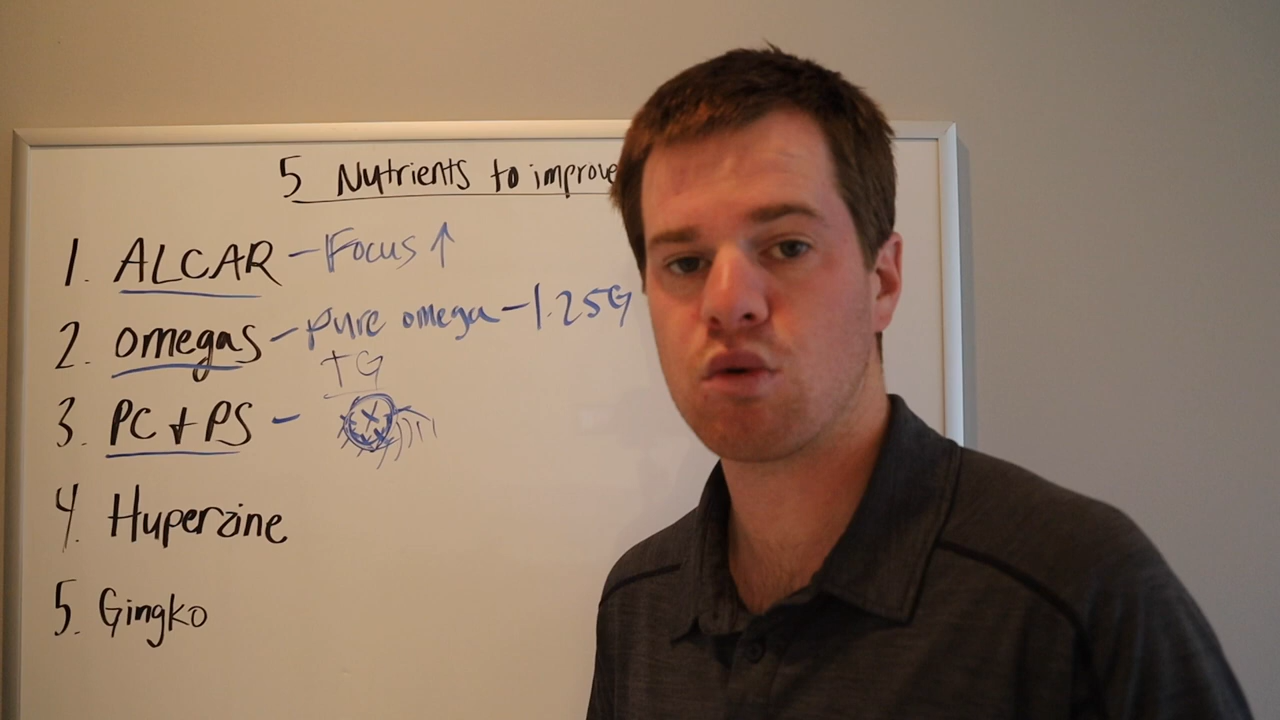 5 Nutrients to improve
1. ALCAR - Focus ↑
2. omegas - pure omega - 1.25G
TG
3. PC + PS -
4. Huperzine
5. Gingko